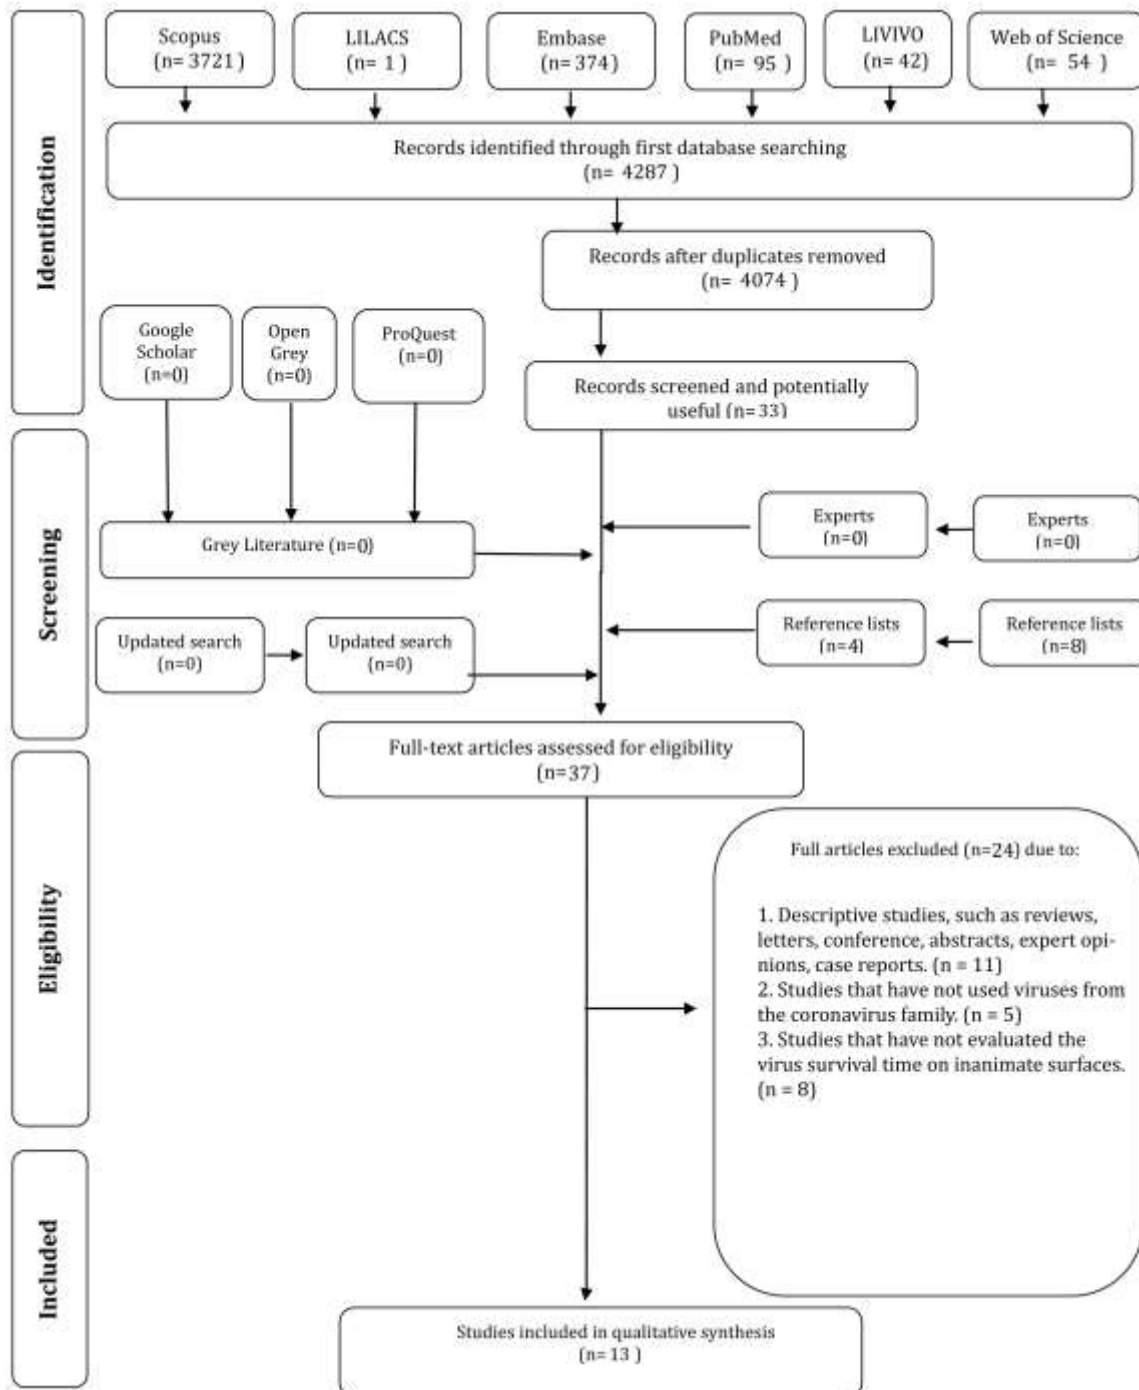 Identification
Scopus
(n= 3721)
LILACS
(n= 1 )
Embase
(n= 374)
PubMed
(n= 95 )
LIVIVO
(n= 42)
Web of Science
(n= 54 )
Records identified through first database searching
(n= 4287 )
Records after duplicates removed
(n= 4074 )
Google
Scholar
(n=0)
Open
Grey
(n=0)
ProQuest
(n=0)
Records screened and potentially
useful (n=33)
Screening
Grey Literature (n=0)
Experts
(n=0)
Experts
(n=0)
Updated search
(n=0)
Updated search
(n=0)
Reference lists
(n=4)
Reference lists
(n=8)
Full-text articles assessed for eligibility
(n=37)
Eligibility
Full articles excluded (n=24) due to:
1. Descriptive studies, such as reviews,
letters, conference, abstracts, expert opi-
nions, case reports. (n = 11)
2. Studies that have not used viruses from
the coronavirus family. (n = 5)
3. Studies that have not evaluated the
virus survival time on inanimate surfaces.
(n = 8)
Included
Studies included in qualitative synthesis
(n= 13 )